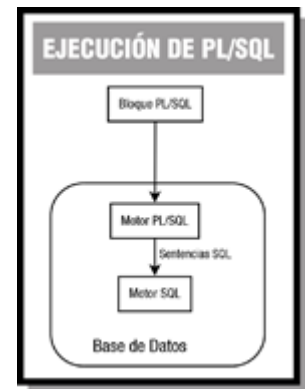 EJECUCIÓN DE PL/SQL
Bloque PL/SQL
Motor PL/SQL
Sentencias SQL
Motor SQL
Base de Datos